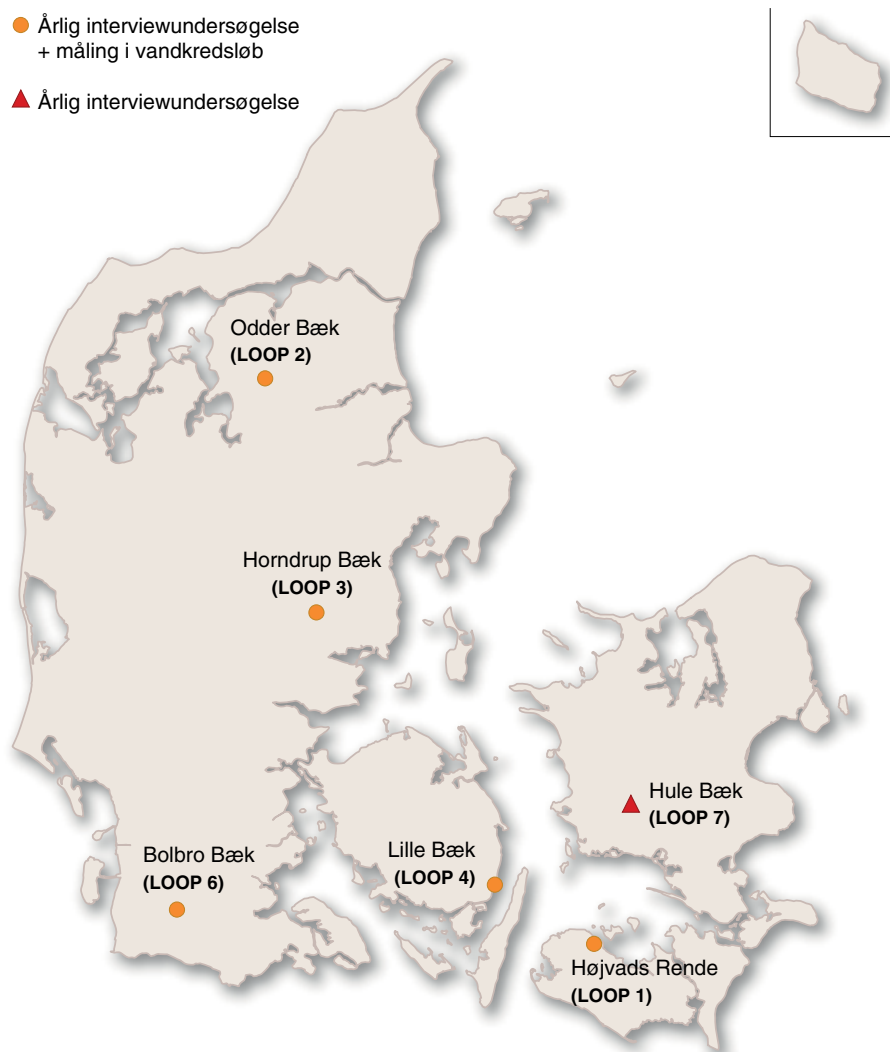 Årlig interviewundersøgelse
+ måling i vandkredsløb
Årlig interviewundersøgelse
Odder Bæk
(LOOP 2)
Horndrup Bæk
(LOOP 3)
Hule Bæk
(LOOP 7)
Bolbro Bæk
(LOOP 6)
Lille Bæk
(LOOP 4)
Højvads Rende
(LOOP 1)